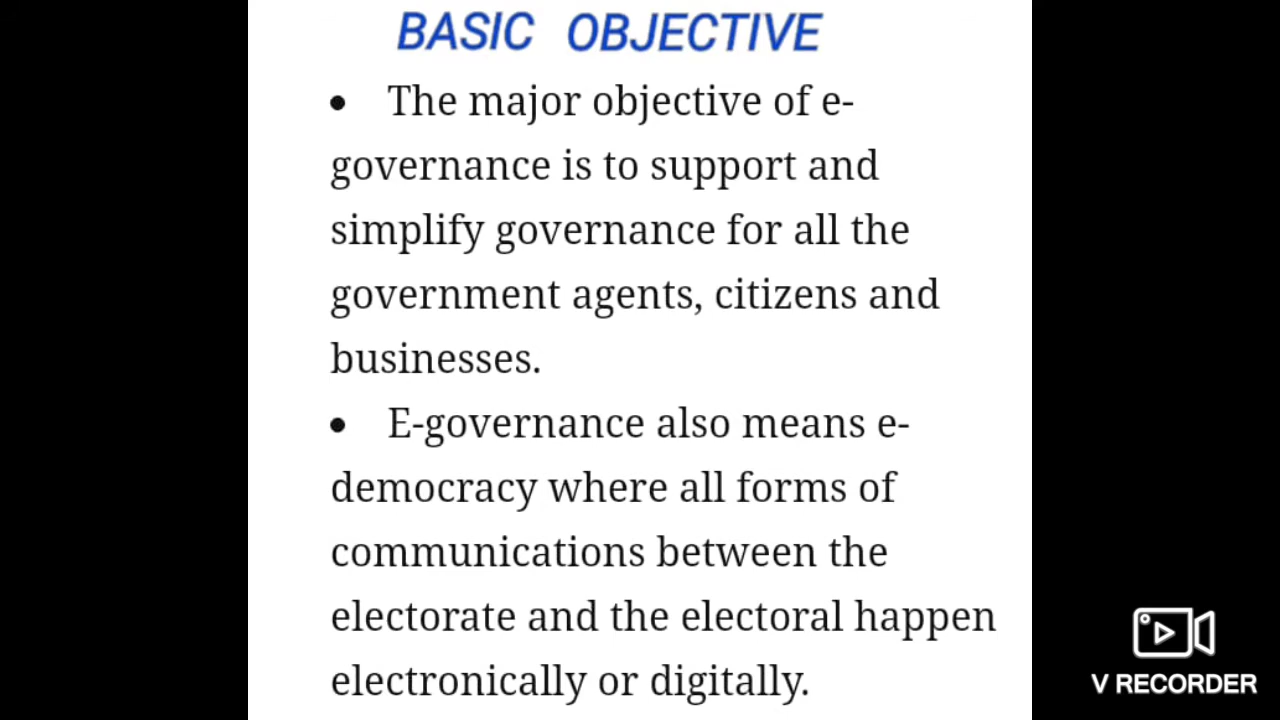 BASIC OBJECTIVE
• The major objective of e-
governance is to support and
simplify governance for all the
government agents, citizens and
businesses.
• E-governance also means e-
democracy where all forms of
communications between the
electorate and the electoral happen
electronically or digitally.
V RECORDER